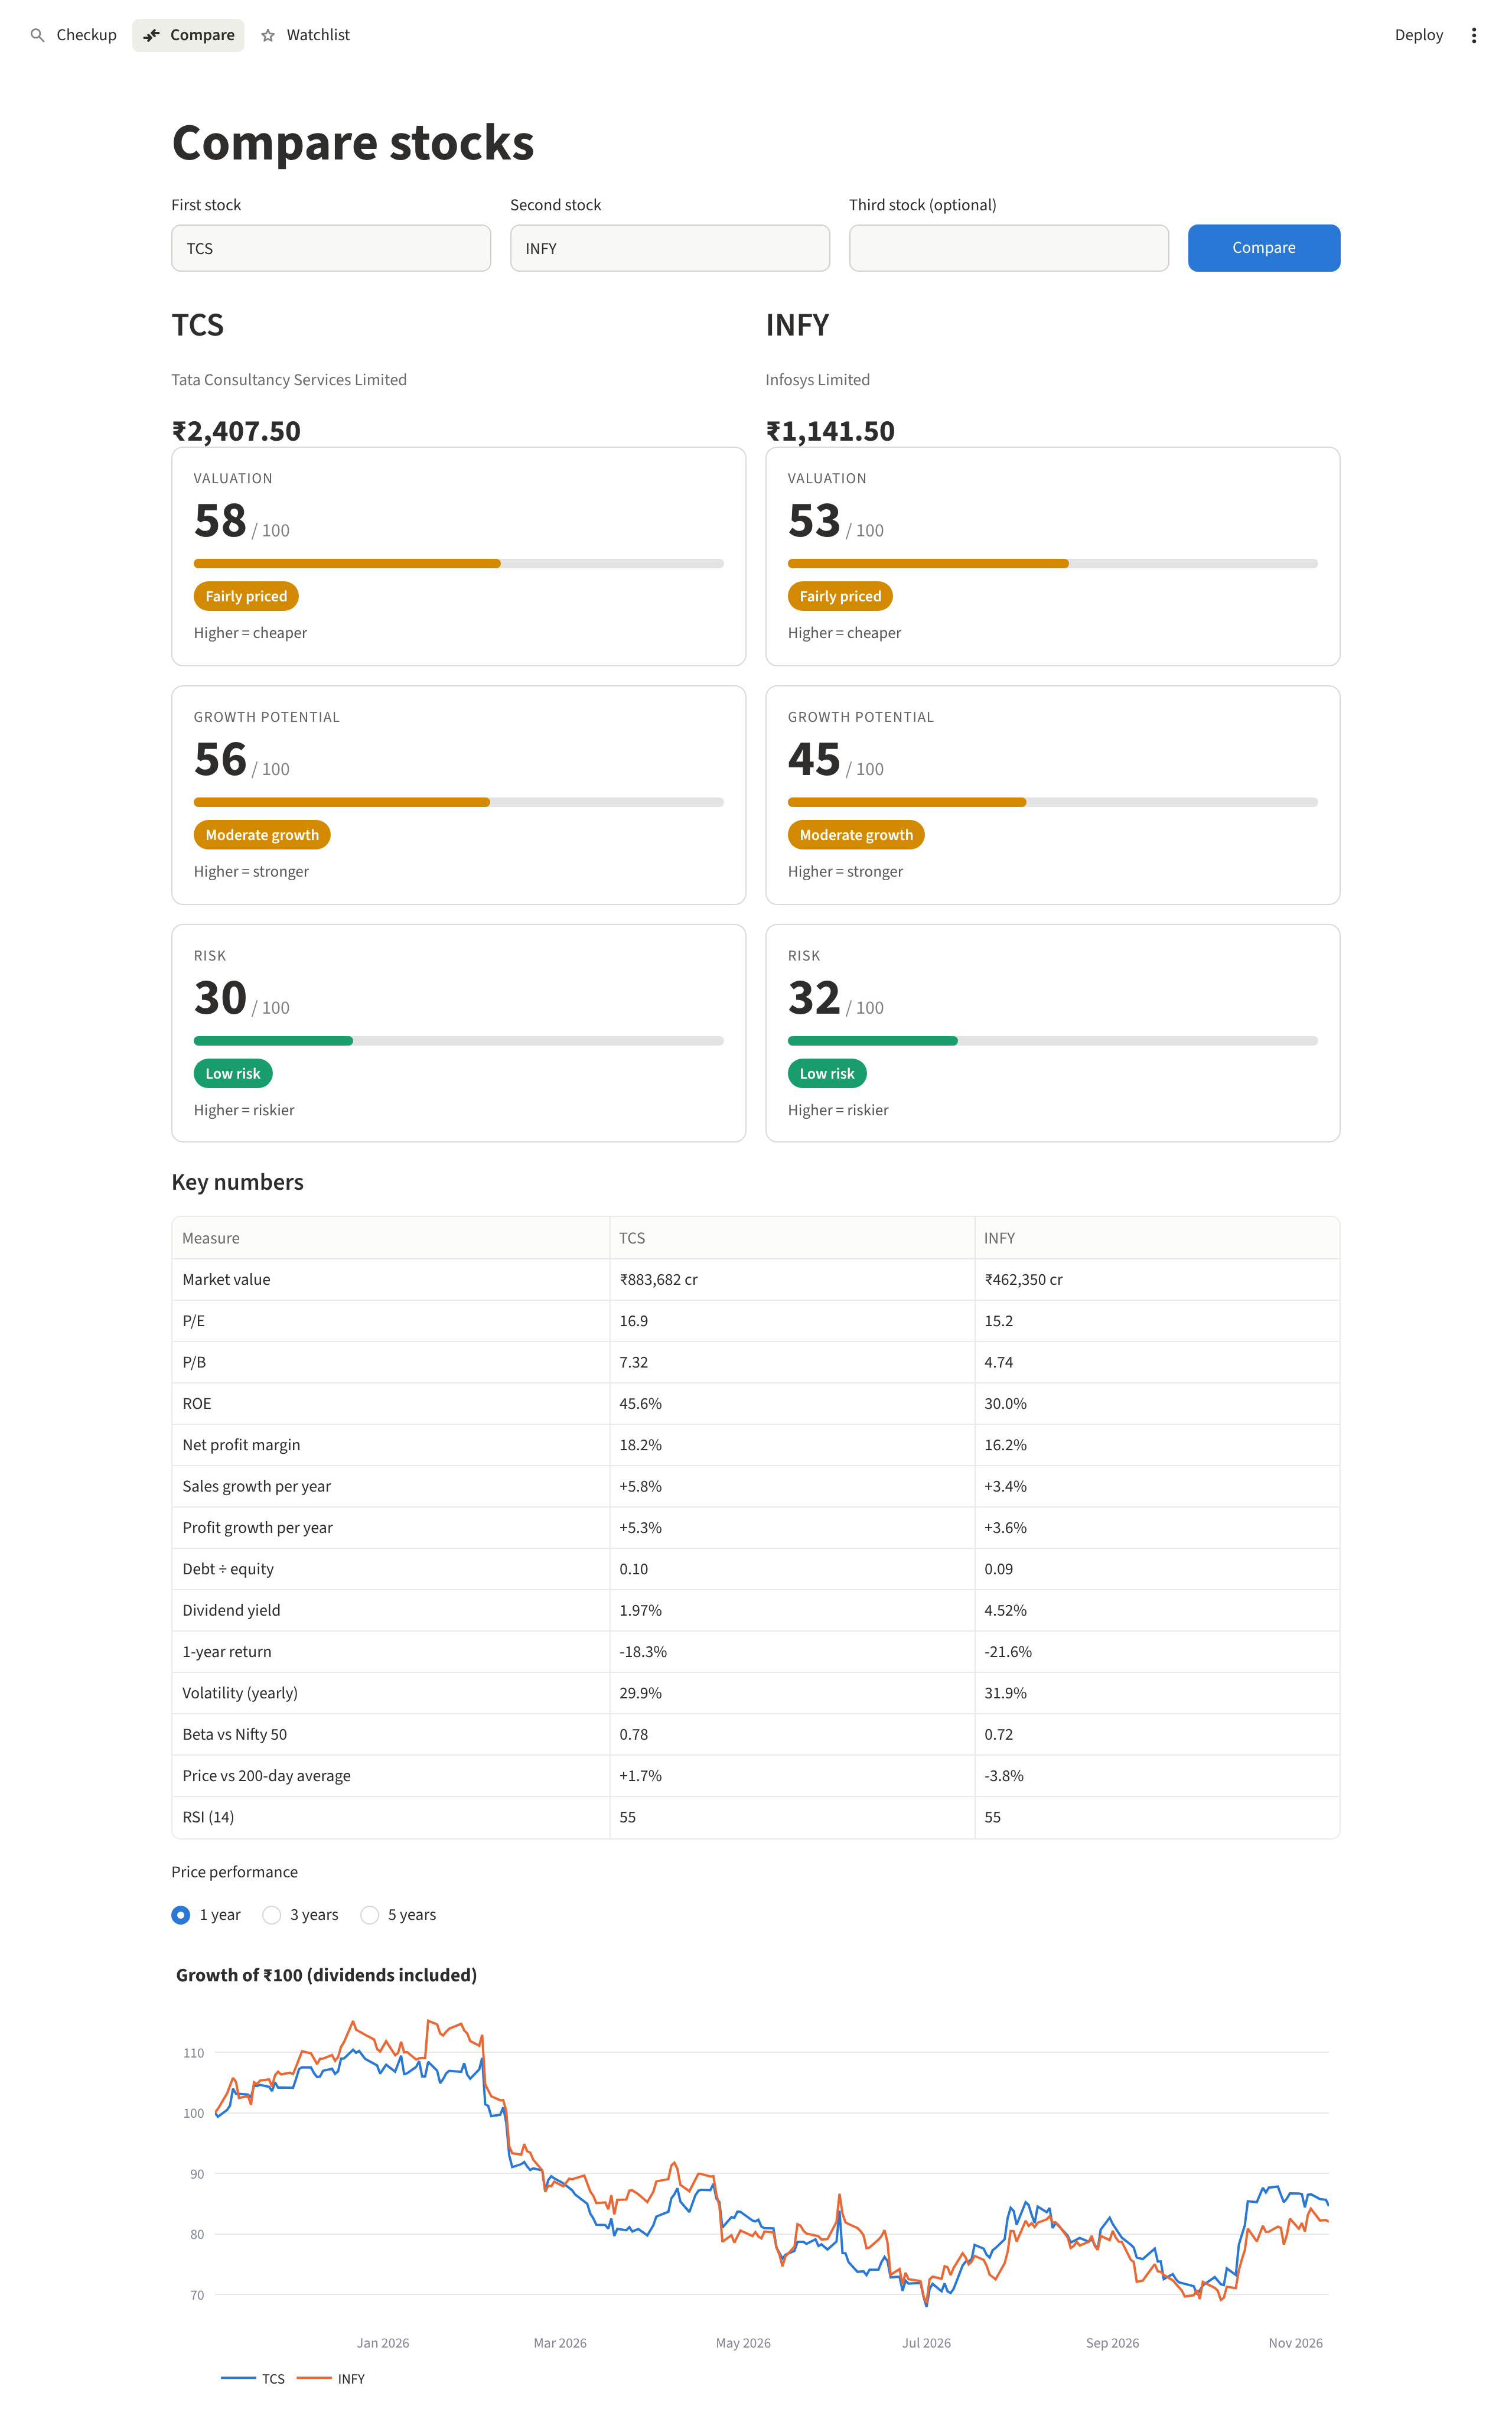 Checkup Compare Watchlist Deploy
Compare stocks
First stock Second stock Third stock (optional)
TCS INFY Compare
TCS INFY
Tata Consultancy Services Limited Infosys Limited
₹2,407.50 ₹1,141.50
VALUATION VALUATION
58 / 100 53 / 100
Fairly priced Fairly priced
Higher = cheaper Higher = cheaper
GROWTH POTENTIAL GROWTH POTENTIAL
56 / 100 45 / 100
Moderate growth Moderate growth
Higher = stronger Higher = stronger
RISK RISK
30 / 100 32 / 100
Low risk Low risk
Higher = riskier Higher = riskier
Key numbers
Measure TCS INFY
Market value ₹883,682 cr ₹462,350 cr
P/E 16.9 15.2
P/B 7.32 4.74
ROE 45.6% 30.0%
Net profit margin 18.2% 16.2%
Sales growth per year +5.8% +3.4%
Profit growth per year +5.3% +3.6%
Debt ÷ equity 0.10 0.09
Dividend yield 1.97% 4.52%
1-year return -18.3% -21.6%
Volatility (yearly) 29.9% 31.9%
Beta vs Nifty 50 0.78 0.72
Price vs 200-day average +1.7% -3.8%
RSI (14) 55 55
Price performance
1 year 3 years 5 years
Growth of ₹100 (dividends included)
110
100
90
80
70
Jan 2026 Mar 2026 May 2026 Jul 2026 Sep 2026 Nov 2026
TCS INFY